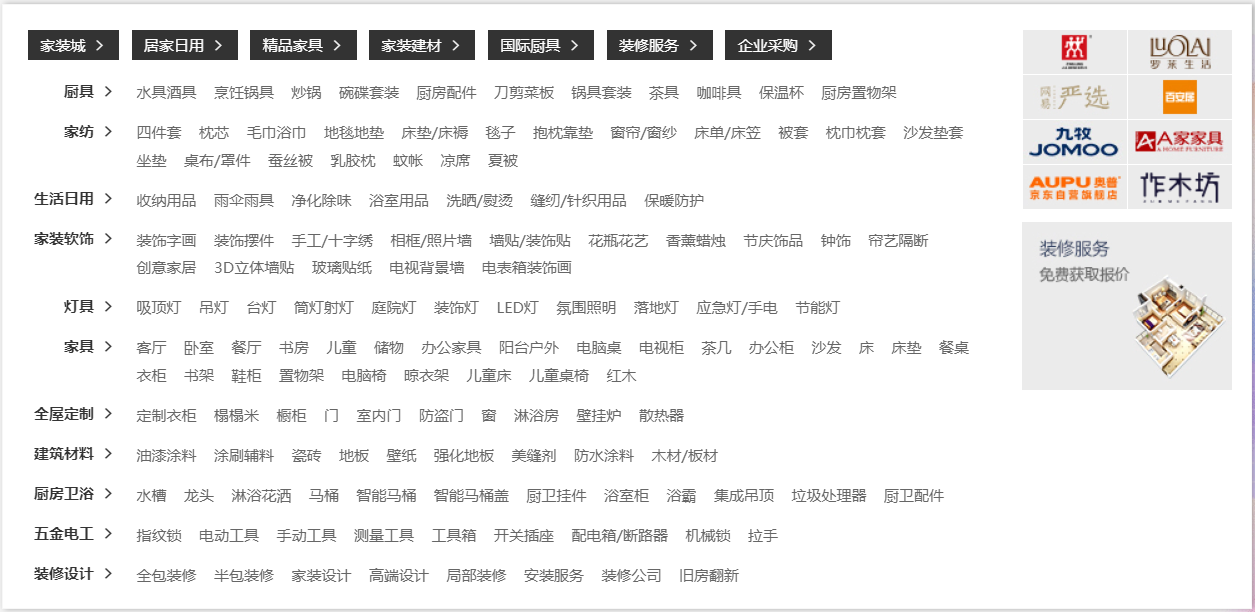 家装城 居家日用 精品家具 家装建材 国际厨具 装修服务 企业采购
厨具 水具酒具 烹饪锅具 炒锅 碗碟套装 厨房配件 刀剪菜板 锅具套装 茶具 咖啡具 保温杯 厨房置物架
家纺 四件套 枕芯 毛巾浴巾 地毯地垫 床垫/床褥 毯子 抱枕靠垫 窗帘/窗纱 床单/床笠 被套 枕巾枕套 沙发垫套
坐垫 桌布/罩件 蚕丝被 乳胶枕 蚊帐 凉席 夏被
生活日用 收纳用品 雨伞雨具 净化除味 浴室用品 洗晒/熨烫 缝纫/针织用品 保暖防护
家装软饰 装饰字画 装饰摆件 手工/十字绣 相框/照片墙 墙贴/装饰贴 花瓶花艺 香薰蜡烛 节庆饰品 钟饰 帘艺隔断
创意家居 3D立体墙贴 玻璃贴纸 电视背景墙 电表箱装饰画
灯具 吸顶灯 吊灯 台灯 筒灯射灯 庭院灯 装饰灯 LED灯 氛围照明 落地灯 应急灯/手电 节能灯
家具 客厅 卧室 餐厅 书房 儿童 储物 办公家具 阳台户外 电脑桌 电视柜 茶几 办公柜 沙发 床 床垫 餐桌
衣柜 书架 鞋柜 置物架 电脑椅 晾衣架 儿童床 儿童桌椅 红木
全屋定制 定制衣柜 榻榻米 橱柜 门 室内门 防盗门 窗 淋浴房 壁挂炉 散热器
建筑材料 油漆涂料 涂刷辅料 瓷砖 地板 壁纸 强化地板 美缝剂 防水涂料 木材/板材
厨房卫浴 水槽 龙头 淋浴花洒 马桶 智能马桶 智能马桶盖 厨卫挂件 浴室柜 浴霸 集成吊顶 垃圾处理器 厨卫配件
五金电工 指纹锁 电动工具 手动工具 测量工具 工具箱 开关插座 配电箱/断路器 机械锁 拉手
装修设计 全包装修 半包装修 家装设计 高端设计 局部装修 安装服务 装修公司 旧房翻新
LUOLAI
罗莱生活
网易严选
百安居
九牧
JOMOO
A家家具
A HOME FURNITURE
AUPU奥普
京东自营旗舰店
作木坊
装修服务
免费获取报价